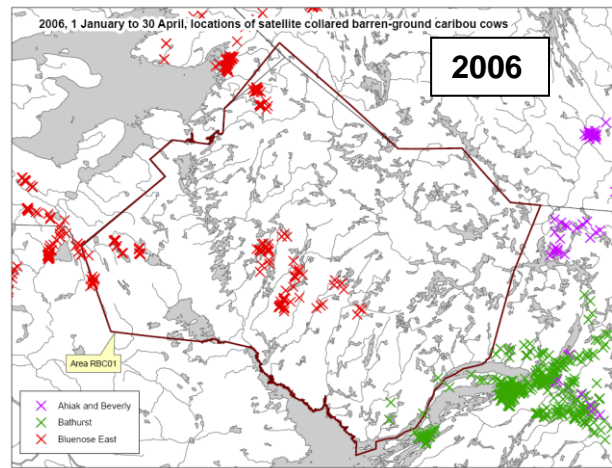 2006, 1 January to 30 April, locations of satellite collared barren-ground caribou cows
2006
Area RBC01
Ahiak and Beverly
Bathurst
Bluenose East